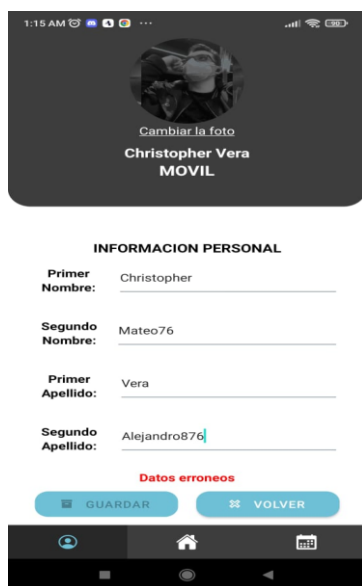 1:15 AM
90
Cambiar la foto
Christopher Vera
MOVIL
INFORMACION PERSONAL
Primer
Nombre:
Christopher
Segundo
Nombre:
Mateo76
Primer
Apellido:
Vera
Segundo
Apellido:
Alejandro876
Datos erroneos
GUARDAR
VOLVER